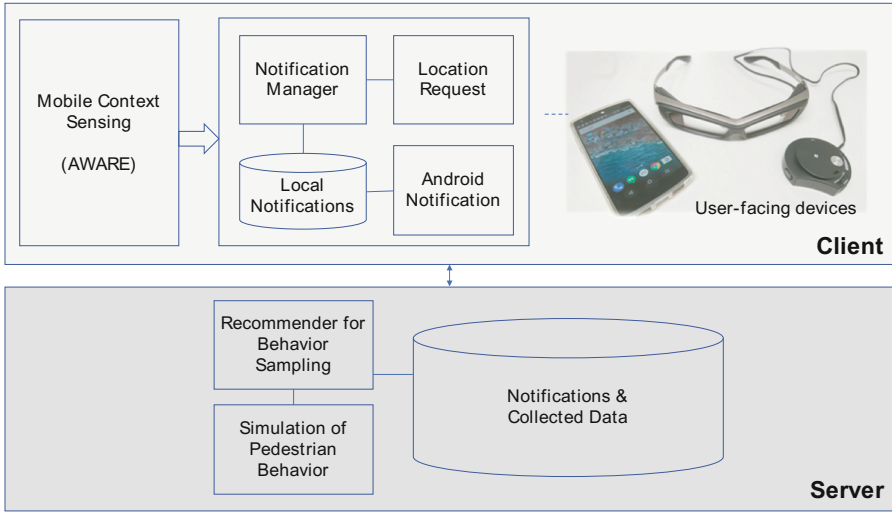 Mobile Context
Sensing
(AWARE)
Notification
Manager
Location
Request
Local
Notifications
Android
Notification
User-facing devices
Client
Recommender for
Behavior
Sampling
Simulation of
Pedestrian
Behavior
Notifications &
Collected Data
Server